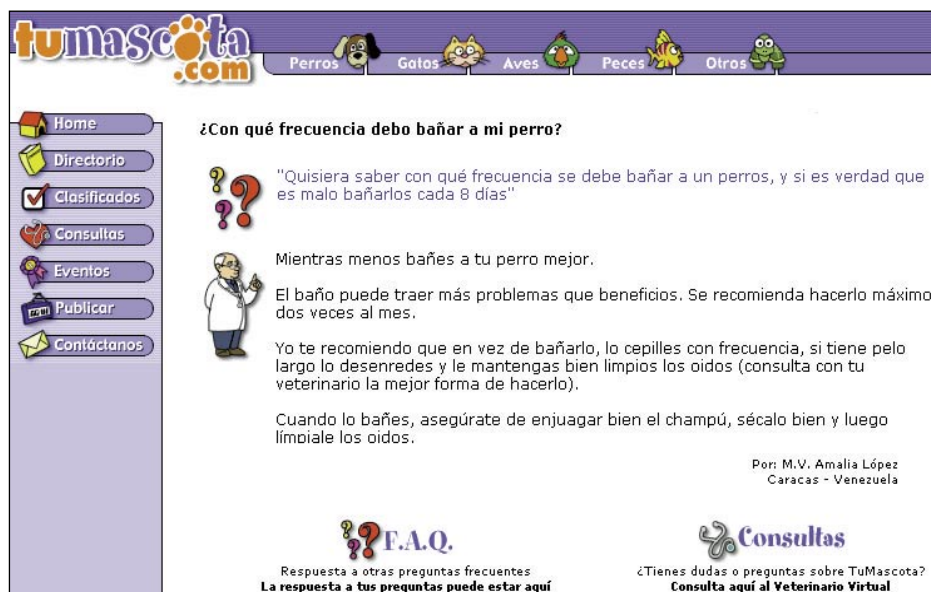 tumascota
.com
Perros Gatos Aves Peces Otros
Home
Directorio
Clasificados
Consultas
Eventos
Publicar
Contáctanos
¿Con qué frecuencia debo bañar a mi perro?
"Quisiera saber con qué frecuencia se debe bañar a un perros, y si es verdad que
es malo bañarlos cada 8 días"
Mientras menos bañes a tu perro mejor.
El baño puede traer más problemas que beneficios. Se recomienda hacerlo máximo
dos veces al mes.
Yo te recomiendo que en vez de bañarlo, lo cepilles con frecuencia, si tiene pelo
largo lo desenredes y le mantengas bien limpios los oidos (consulta con tu
veterinario la mejor forma de hacerlo).
Cuando lo bañes, asegúrate de enjuagar bien el champú, sécalo bien y luego
límpiale los oidos.
Por: M.V. Amalia López
Caracas - Venezuela
F.A.Q.
Respuesta a otras preguntas frecuentes
La respuesta a tus preguntas puede estar aquí
Consultas
¿Tienes dudas o preguntas sobre TuMascota?
Consulta aquí al Veterinario Virtual